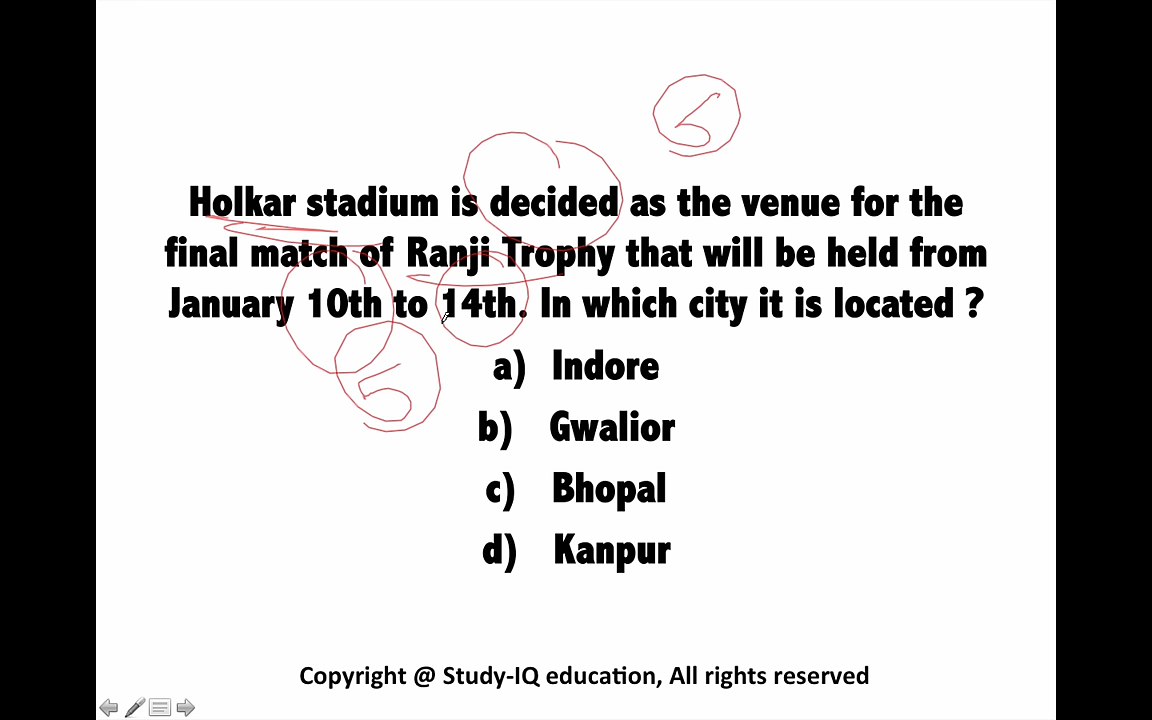 5
Holkar stadium is decided as the venue for the
final match of Ranji Trophy that will be held from
January 10th to 14th. In which city it is located ?
a) Indore
5
b) Gwalior
c) Bhopal
d) Kanpur
Copyright @ Study-IQ education, All rights reserved